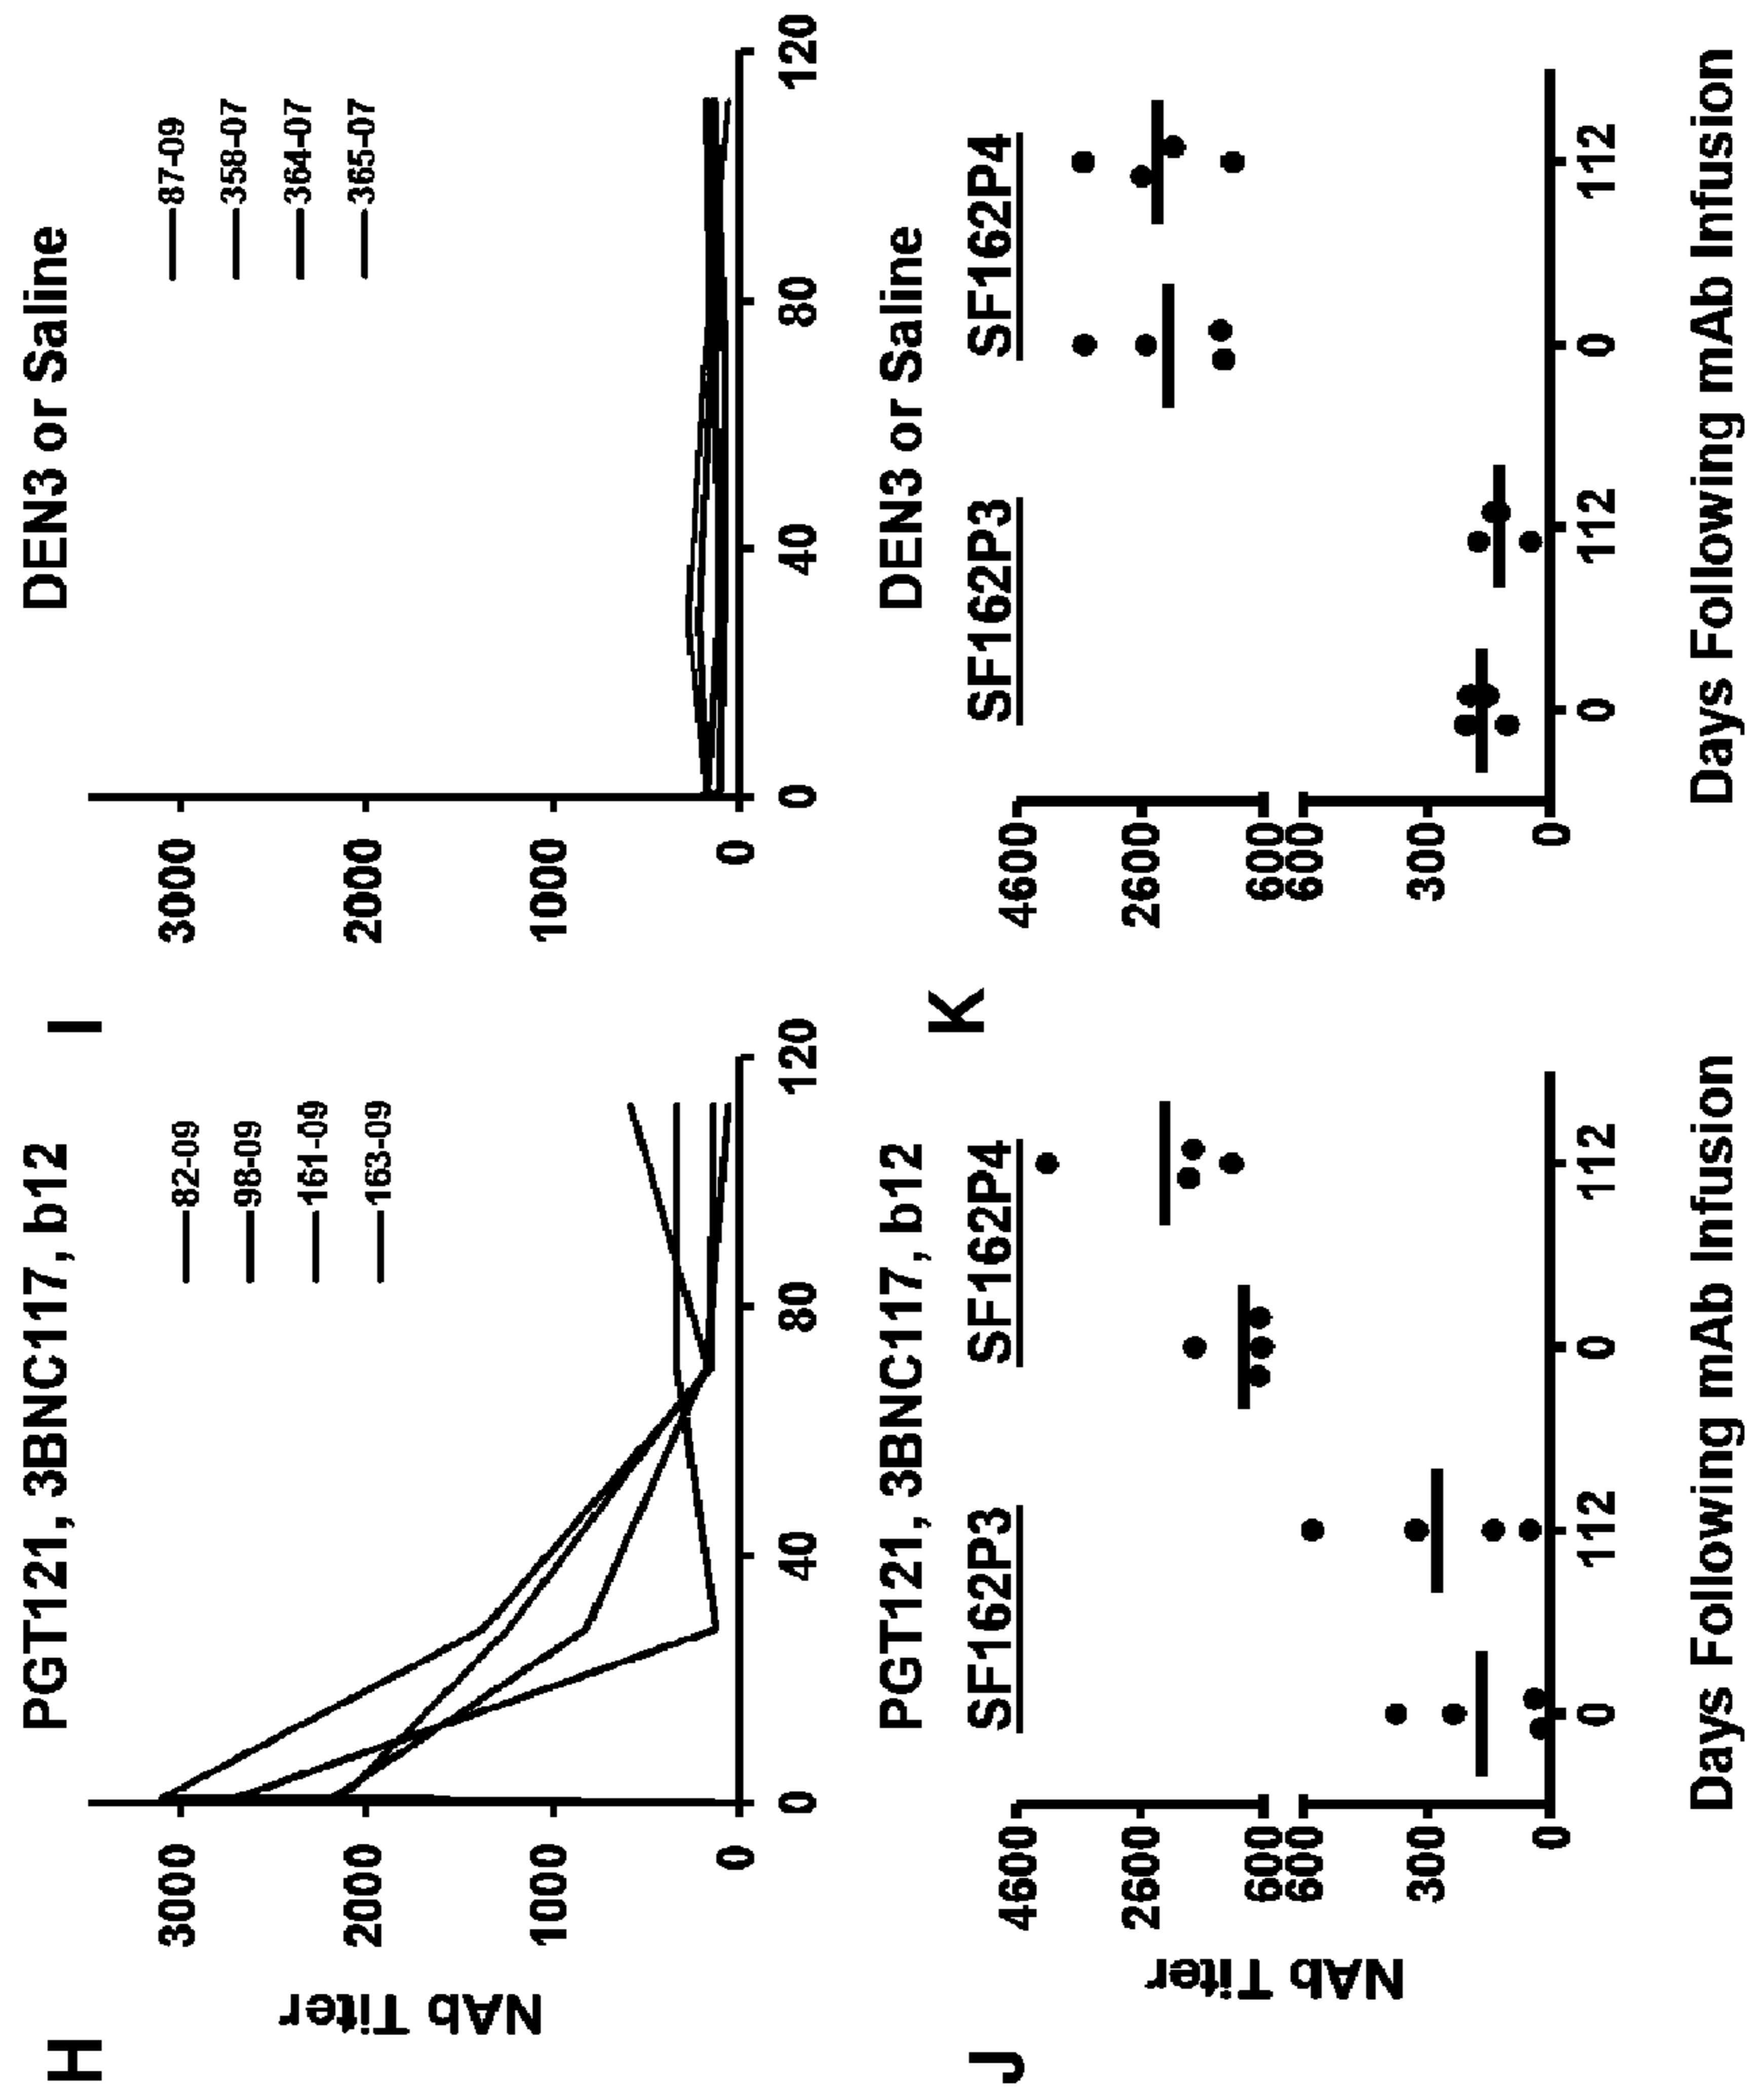 H
PGT121, 3BNC117, b12
NAb Titer
3000
2000
1000
0
82-09
98-09
161-09
163-09
0
40
80
120
I
DEN3 or Saline
3000
2000
1000
0
87-09
358-07
364-07
365-07
0
40
80
120
J
PGT121, 3BNC117, b12
SF162P3
SF162P4
NAb Titer
4600
2600
600
600
300
0
0
112
0
112
Days Following mAb Infusion
K
DEN3 or Saline
SF162P3
SF162P4
4600
2600
600
600
300
0
0
112
0
112
Days Following mAb Infusion